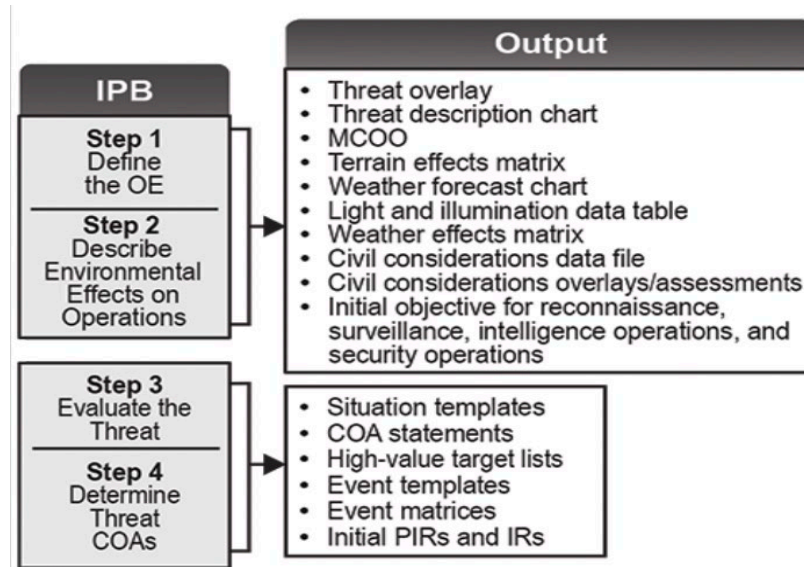 IPB
Step 1
Define
the OE
Step 2
Describe
Environmental
Effects on
Operations
Output
• Threat overlay
• Threat description chart
• MCOO
• Terrain effects matrix
• Weather forecast chart
• Light and illumination data table
• Weather effects matrix
• Civil considerations data file
• Civil considerations overlays/assessments
• Initial objective for reconnaissance,
surveillance, intelligence operations, and
security operations
Step 3
Evaluate the
Threat
Step 4
Determine
Threat
COAs
• Situation templates
• COA statements
• High-value target lists
• Event templates
• Event matrices
• Initial PIRs and IRs